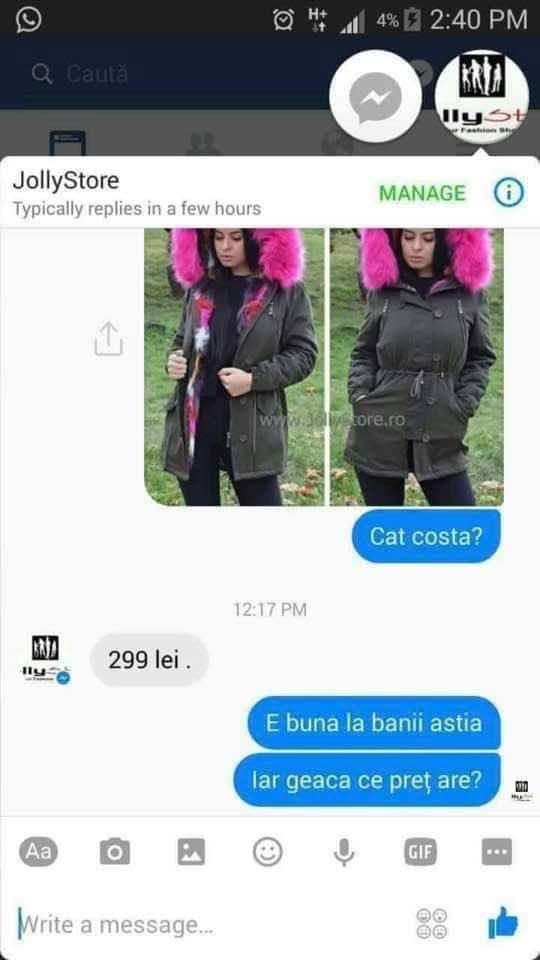 H+
4%
2:40 PM
Caută
llySt
ur Fashion Sh
JollyStore
Typically replies in a few hours
MANAGE
www.JollyStore.ro
Cat costa?
12:17 PM
299 lei .
E buna la banii astia
Iar geaca ce preț are?
Aa
GIF
Write a message...